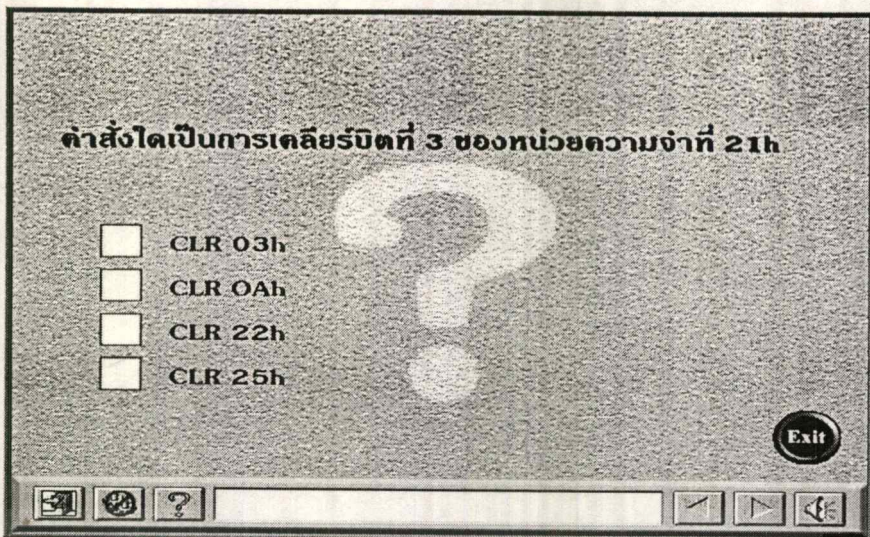 คำสั่งใดเป็นการเคลียร์บิตที่ 3 ของหน่วยความจำที่ 21h
CLR 03h
CLR 0Ah
CLR 22h
CLR 25h
Exit